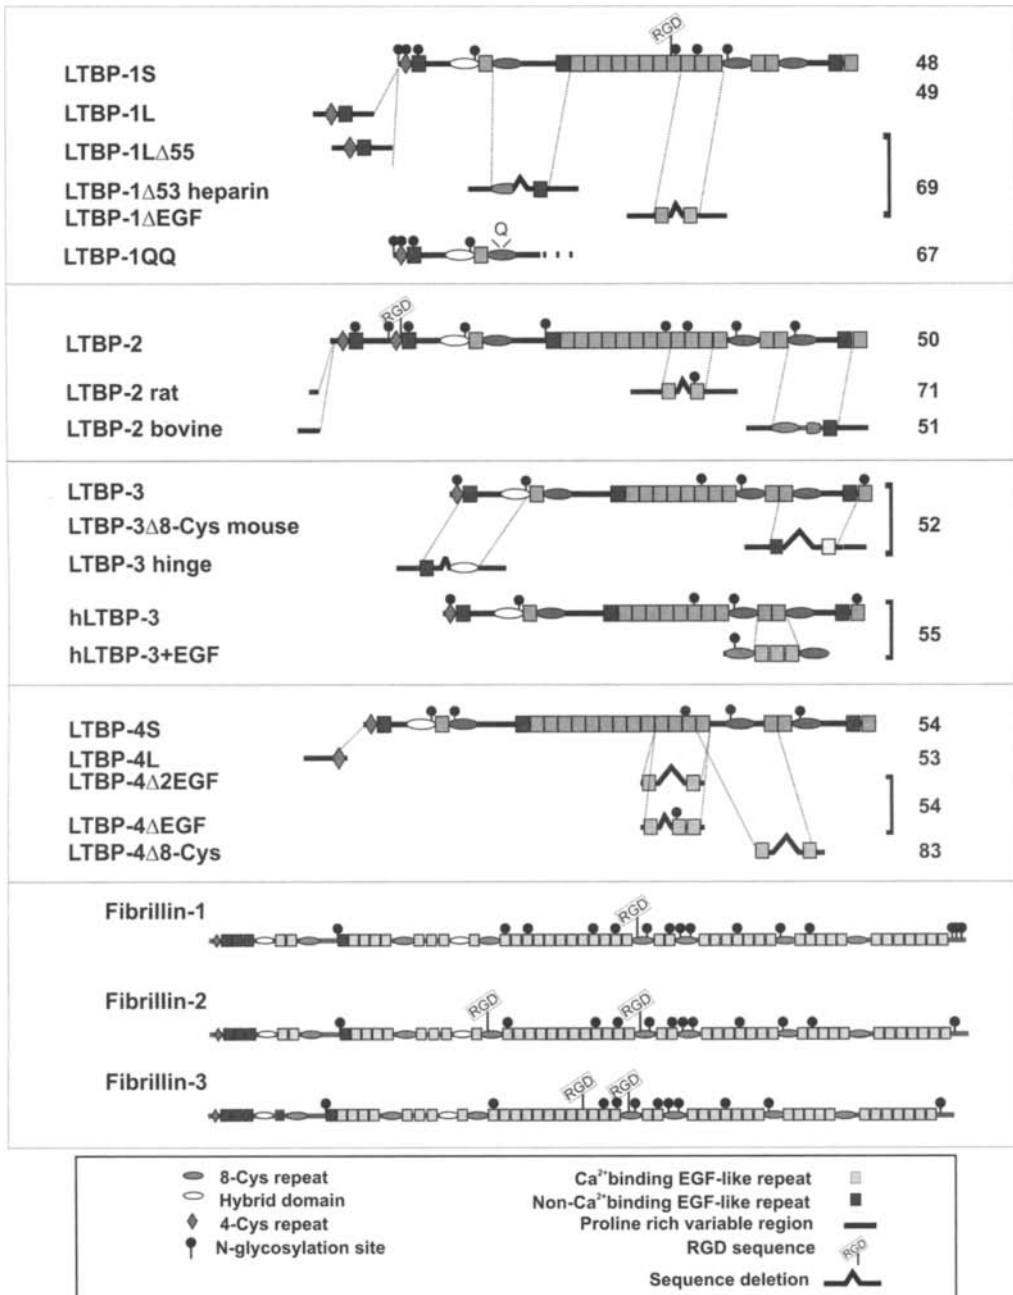 RGD
LTBP-1S 48
49
LTBP-1L
LTBP-1LΔ55
LTBP-1Δ53 heparin 69
LTBP-1ΔEGF
Q
LTBP-1QQ 67
RGD
LTBP-2 50
LTBP-2 rat 71
LTBP-2 bovine 51
LTBP-3
LTBP-3Δ8-Cys mouse 52
LTBP-3 hinge
hLTBP-3
55
hLTBP-3+EGF
LTBP-4S 54
LTBP-4L 53
LTBP-4Δ2EGF
54
LTBP-4ΔEGF
LTBP-4Δ8-Cys 83
Fibrillin-1
RGD
Fibrillin-2
RGD RGD
Fibrillin-3
RGD RGD
8-Cys repeat
Hybrid domain
4-Cys repeat
N-glycosylation site
Ca²⁺binding EGF-like repeat
Non-Ca²⁺binding EGF-like repeat
Proline rich variable region
RGD sequence RGD
Sequence deletion